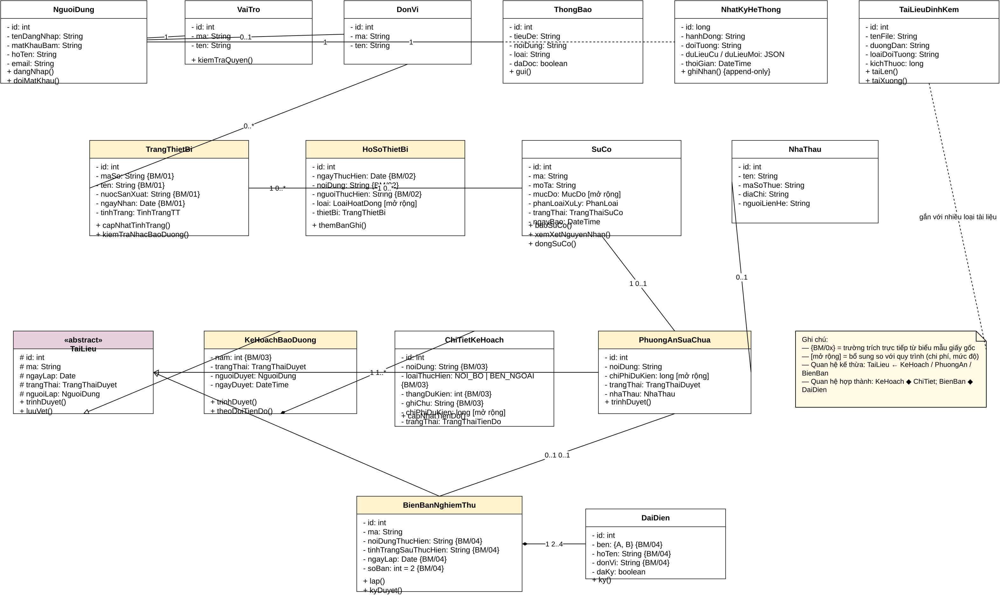 NguoiDung
- id: int
- tenDangNhap: String
- matKhauBam: String
- hoTen: String
- email: String
+ dangNhap()
+ doiMatKhau()
1
VaiTro
- id: int
- ma: String
- ten: String
+ kiemTraQuyen()
0..1
1
DonVi
- id: int
- ma: String
- ten: String
1
ThongBao
- id: int
- tieuDe: String
- noiDung: String
- loai: String
- daDoc: boolean
+ gui()
NhatKyHeThong
- id: long
- hanhDong: String
- doiTuong: String
- duLieuCu / duLieuMoi: JSON
- thoiGian: DateTime
+ ghiNhan() {append-only}
TaiLieuDinhKem
- id: int
- tenFile: String
- duongDan: String
- loaiDoiTuong: String
- kichThuoc: long
+ taiLen()
+ taiXuong()
0..*
TrangThietBi
- id: int
- maSo: String {BM/01}
- ten: String {BM/01}
- nuocSanXuat: String {BM/01}
- ngayNhan: Date {BM/01}
- tinhTrang: TinhTrangTT
+ capNhatTinhTrang()
+ kiemTraNhacBaoDuong()
1 0..*
HoSoThietBi
- id: int
- ngayThucHien: Date {BM/02}
- noiDung: String {BM/02}
- nguoiThucHien: String {BM/02}
- loai: LoaiHoatDong [mở rộng]
- thietBi: TrangThietBi
+ themBanGhi()
1 0..*
SuCo
- id: int
- ma: String
- moTa: String
- mucDo: MucDo [mở rộng]
- phanLoaiXuLy: PhanLoai
- trangThai: TrangThaiSuCo
- ngayBao: DateTime
+ baoSuCo()
+ xemXetNguyenNhan()
+ dongSuCo()
NhaThau
- id: int
- ten: String
- maSoThue: String
- diaChi: String
- nguoiLienHe: String
gắn với nhiều loại tài liệu
0..1
1 0..1
«abstract»
TaiLieu
# id: int
# ma: String
# ngayLap: Date
# trangThai: TrangThaiDuyet
# nguoiLap: NguoiDung
+ trinhDuyet()
+ luuVet()
KeHoachBaoDuong
- nam: int {BM/03}
- trangThai: TrangThaiDuyet
- nguoiDuyet: NguoiDung
- ngayDuyet: DateTime
+ trinhDuyet()
+ theoDoiTienDo()
1 1..*
ChiTietKeHoach
- id: int
- noiDung: String {BM/03}
- loaiThucHien: NOI_BO | BEN_NGOAI
{BM/03}
- thangDuKien: int {BM/03}
- ghiChu: String {BM/03}
- chiPhiDuKien: long [mở rộng]
+ capNhatTienDo()
- trangThai: TrangThaiTienDo
PhuongAnSuaChua
- id: int
- noiDung: String
- chiPhiDuKien: long [mở rộng]
- trangThai: TrangThaiDuyet
- nhaThau: NhaThau
+ trinhDuyet()
Ghi chú:
— {BM/0x} = trường trích trực tiếp từ biểu mẫu giấy gốc
— [mở rộng] = bổ sung so với quy trình (chi phí, mức độ)
— Quan hệ kế thừa: TaiLieu ← KeHoach / PhuongAn /
BienBan
— Quan hệ hợp thành: KeHoach ◆ ChiTiet; BienBan ◆
DaiDien
0..1 0..1
BienBanNghiemThu
- id: int
- ma: String
- noiDungThucHien: String {BM/04}
- tinhTrangSauThucHien: String {BM/04}
- ngayLap: Date {BM/04}
- soBan: int = 2 {BM/04}
+ lap()
+ kyDuyet()
1 2..4
DaiDien
- id: int
- ben: {A, B} {BM/04}
- hoTen: String {BM/04}
- donVi: String {BM/04}
- daKy: boolean
+ ky()